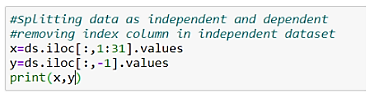 #Splitting data as independent and dependent
#removing index column in independent dataset
x=ds.iloc[:,1:31].values
y=ds.iloc[:,-1].values
print(x,y)